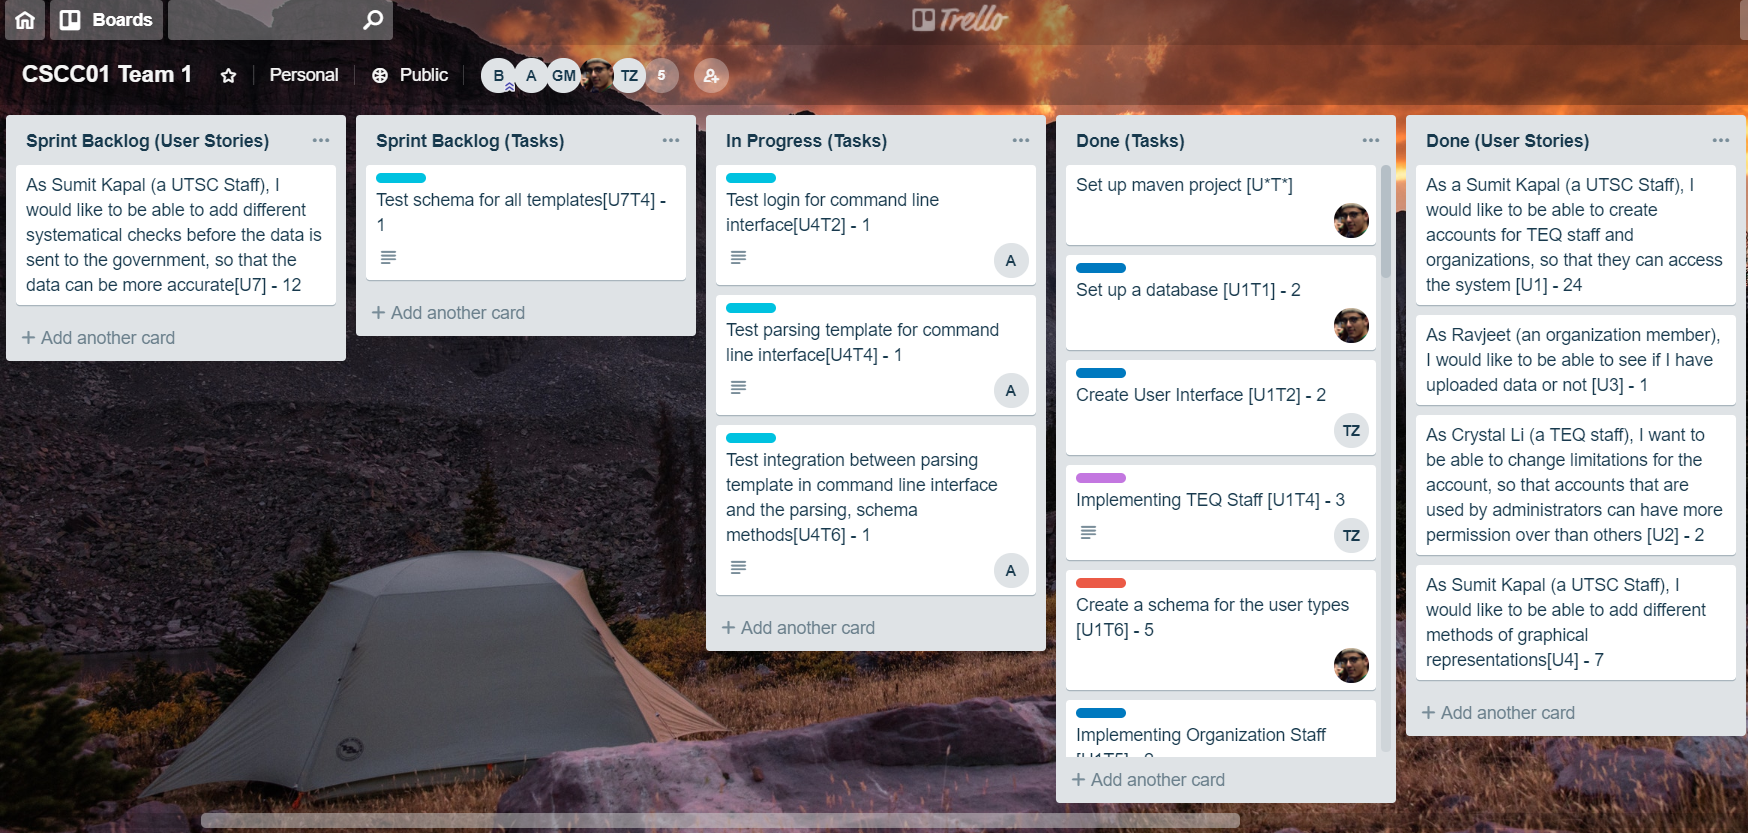 Boards
Trello
CSCC01 Team 1
Personal
Public
B
A
GM
TZ
5
Sprint Backlog (User Stories)
As Sumit Kapal (a UTSC Staff), I
would like to be able to add different
systematical checks before the data is
sent to the government, so that the
data can be more accurate[U7] - 12
+ Add another card
Sprint Backlog (Tasks)
Test schema for all templates[U7T4] -
1
+ Add another card
In Progress (Tasks)
Test login for command line
interface[U4T2] - 1
A
Test parsing template for command
line interface[U4T4] - 1
A
Test integration between parsing
template in command line interface
and the parsing, schema
methods[U4T6] - 1
A
+ Add another card
Done (Tasks)
Set up maven project [U*T*]
Set up a database [U1T1] - 2
Create User Interface [U1T2] - 2
TZ
Implementing TEQ Staff [U1T4] - 3
TZ
Create a schema for the user types
[U1T6] - 5
Implementing Organization Staff
+ Add another card
Done (User Stories)
As a Sumit Kapal (a UTSC Staff), I
would like to be able to create
accounts for TEQ staff and
organizations, so that they can access
the system [U1] - 24
As Ravjeet (an organization member),
I would like to be able to see if I have
uploaded data or not [U3] - 1
As Crystal Li (a TEQ staff), I want to
be able to change limitations for the
account, so that accounts that are
used by administrators can have more
permission over than others [U2] - 2
As Sumit Kapal (a UTSC Staff), I
would like to be able to add different
methods of graphical
representations[U4] - 7
+ Add another card